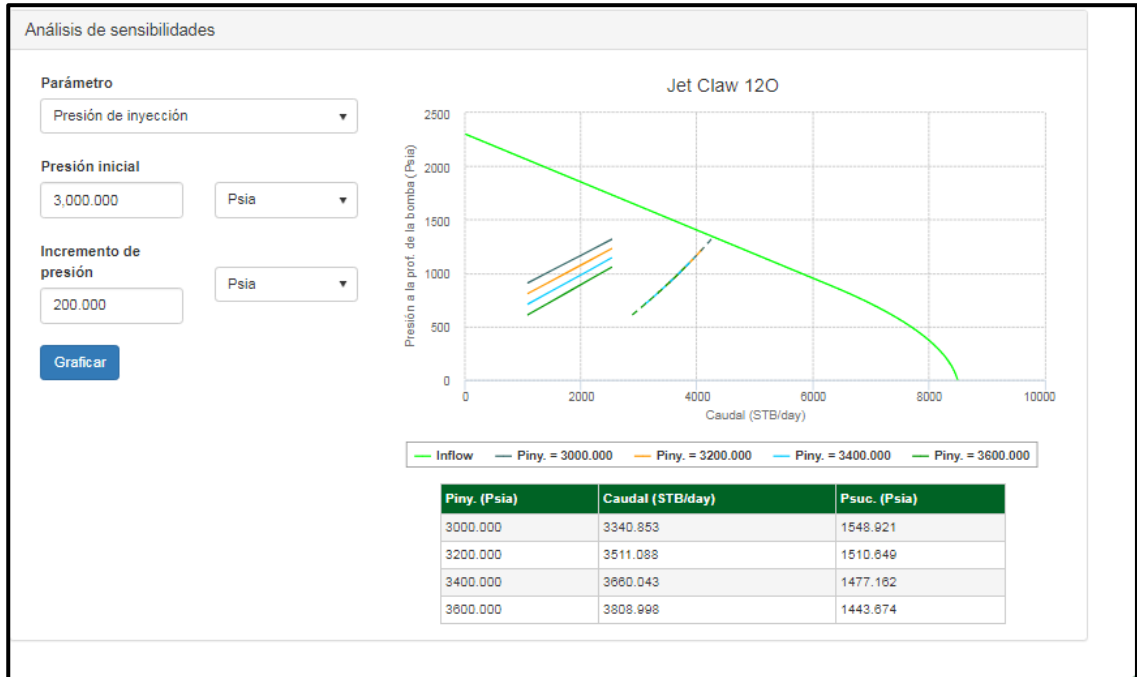 Análisis de sensibilidades
Parámetro
Presión de inyección
Presión inicial
3,000.000
Psia
Incremento de
presión
200.000
Psia
Graficar
Jet Claw 12O
Presión a la prof. de la bomba (Psia)
2500
2000
1500
1000
500
0
0 2000 4000 6000 8000 10000
Caudal (STB/day)
Inflow Piny. = 3000.000 Piny. = 3200.000 Piny. = 3400.000 Piny. = 3600.000
Piny. (Psia) Caudal (STB/day) Psuc. (Psia)
3000.000 3340.853 1548.921
3200.000 3511.088 1510.649
3400.000 3660.043 1477.162
3600.000 3808.998 1443.674